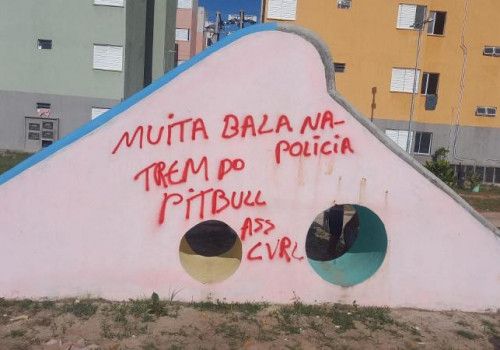 MUITA BALA NA-
POLICIA
TREM DO
PITBULL
ASS
CVRL